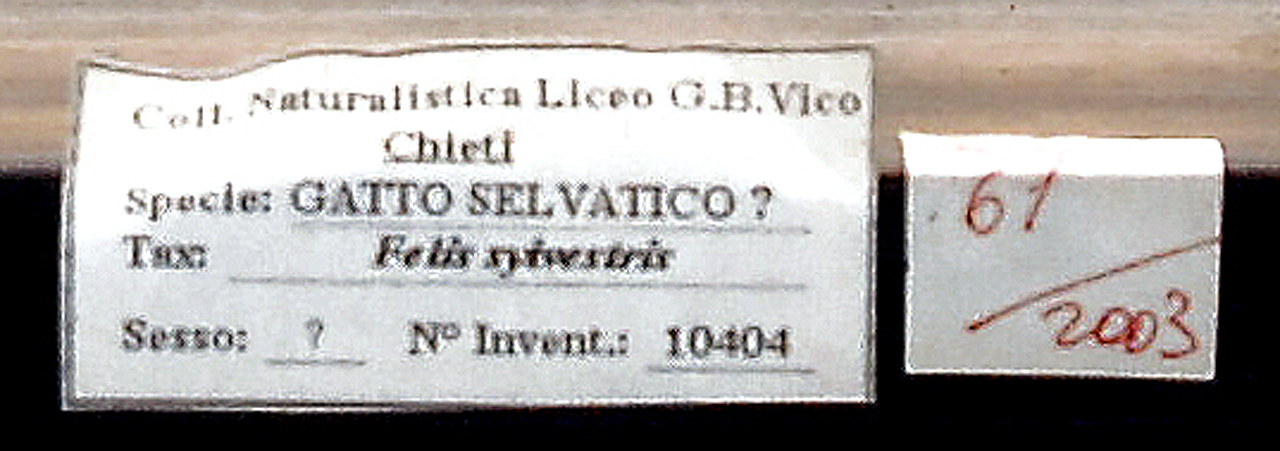 Coll. Naturalistica Liceo G.B.Vico
Chieti
Specie: GATTO SELVATICO ?
Tax: Felis sylvestris
Sesso: ? N° Invent.: 10404
61
/
2003